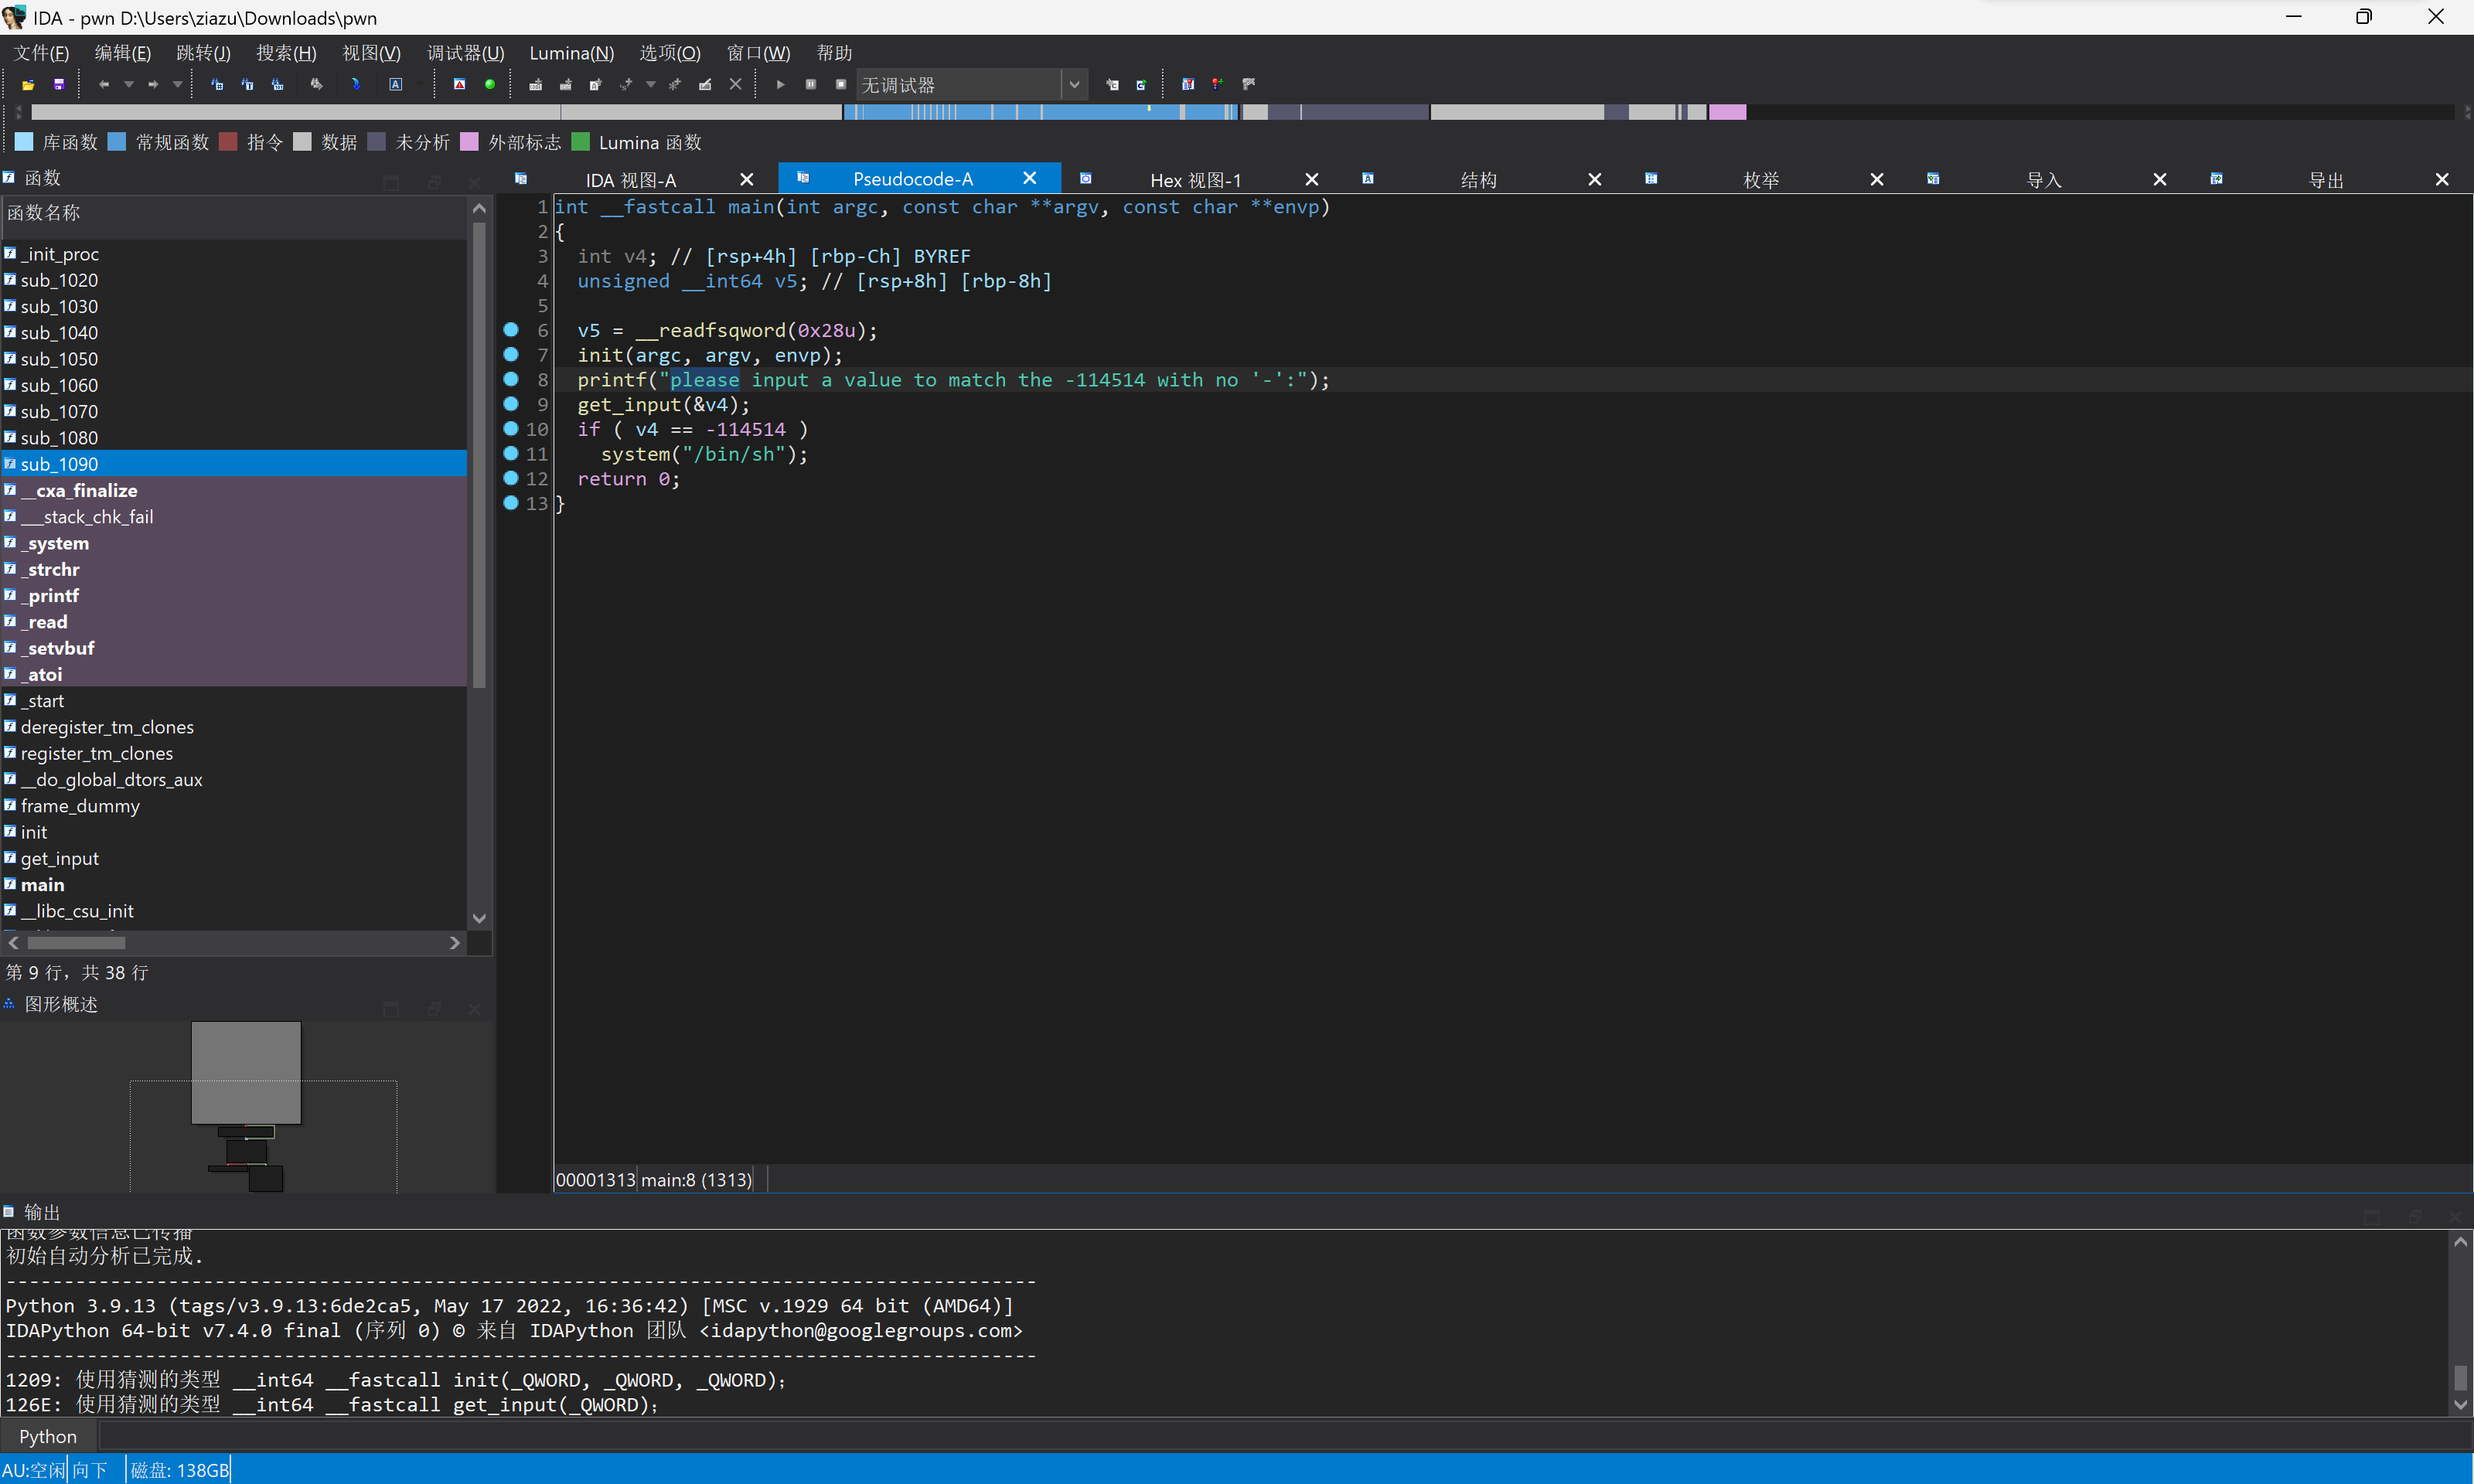 IDA - pwn D:\Users\ziazu\Downloads\pwn
文件(F) 编辑(E) 跳转(J) 搜索(H) 视图(V) 调试器(U) Lumina(N) 选项(O) 窗口(W) 帮助
无调试器
库函数 常规函数 指令 数据 未分析 外部标志 Lumina 函数
函数
函数名称
_init_proc
sub_1020
sub_1030
sub_1040
sub_1050
sub_1060
sub_1070
sub_1080
sub_1090
__cxa_finalize
___stack_chk_fail
_system
_strchr
_printf
_read
_setvbuf
_atoi
_start
deregister_tm_clones
register_tm_clones
__do_global_dtors_aux
frame_dummy
init
get_input
main
__libc_csu_init
第 9 行，共 38 行
图形概述
IDA 视图-A Pseudocode-A Hex 视图-1 结构 枚举 导入 导出
1 int __fastcall main(int argc, const char **argv, const char **envp)
2 {
3 int v4; // [rsp+4h] [rbp-Ch] BYREF
4 unsigned __int64 v5; // [rsp+8h] [rbp-8h]
5
6 v5 = __readfsqword(0x28u);
7 init(argc, argv, envp);
8 printf("please input a value to match the -114514 with no '-':");
9 get_input(&v4);
10 if ( v4 == -114514 )
11 system("/bin/sh");
12 return 0;
13 }
00001313 main:8 (1313)
输出
函数参数信息已传播
初始自动分析已完成.
-----------------------------------------------------------------------------------------
Python 3.9.13 (tags/v3.9.13:6de2ca5, May 17 2022, 16:36:42) [MSC v.1929 64 bit (AMD64)]
IDAPython 64-bit v7.4.0 final (序列 0) © 来自 IDAPython 团队 <idapython@googlegroups.com>
-----------------------------------------------------------------------------------------
1209: 使用猜测的类型 __int64 __fastcall init(_QWORD, _QWORD, _QWORD);
126E: 使用猜测的类型 __int64 __fastcall get_input(_QWORD);
Python
AU:空闲 向下 磁盘: 138GB